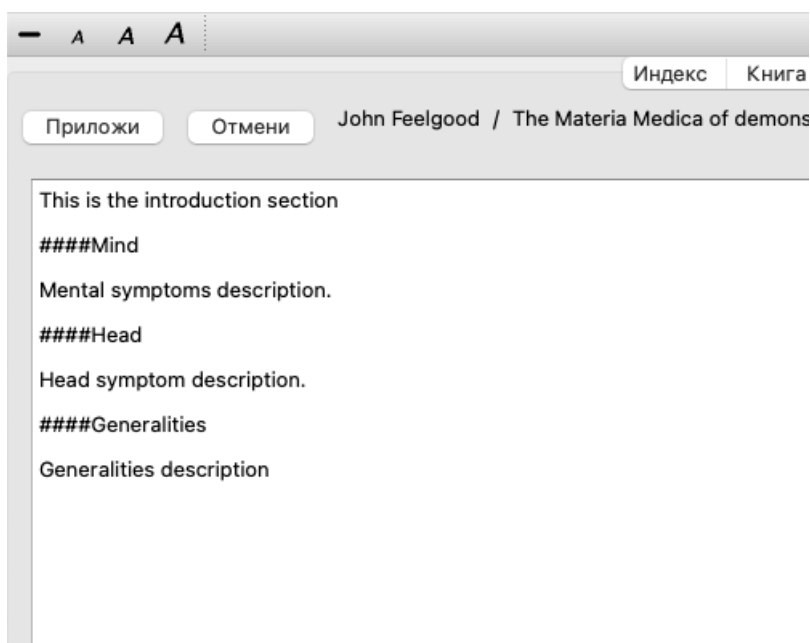 A A A
Индекс Книга
Приложи Отмени John Feelgood / The Materia Medica of demons
This is the introduction section
####Mind
Mental symptoms description.
####Head
Head symptom description.
####Generalities
Generalities description